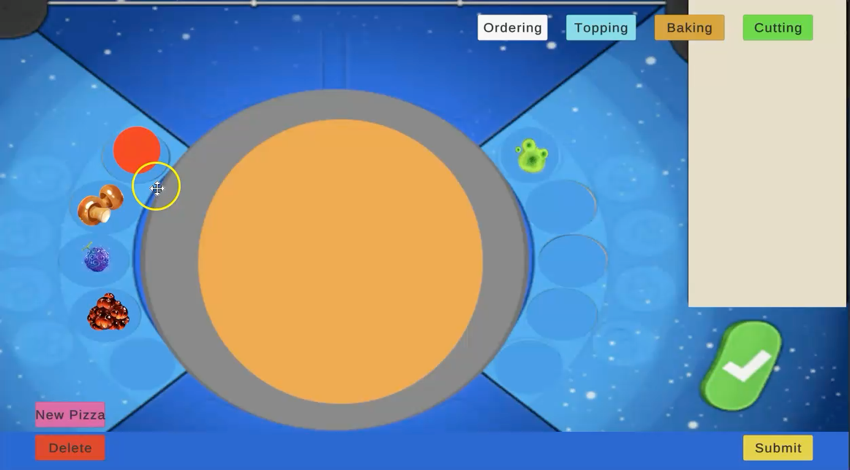 Ordering
Topping
Baking
Cutting
New Pizza
Delete
Submit